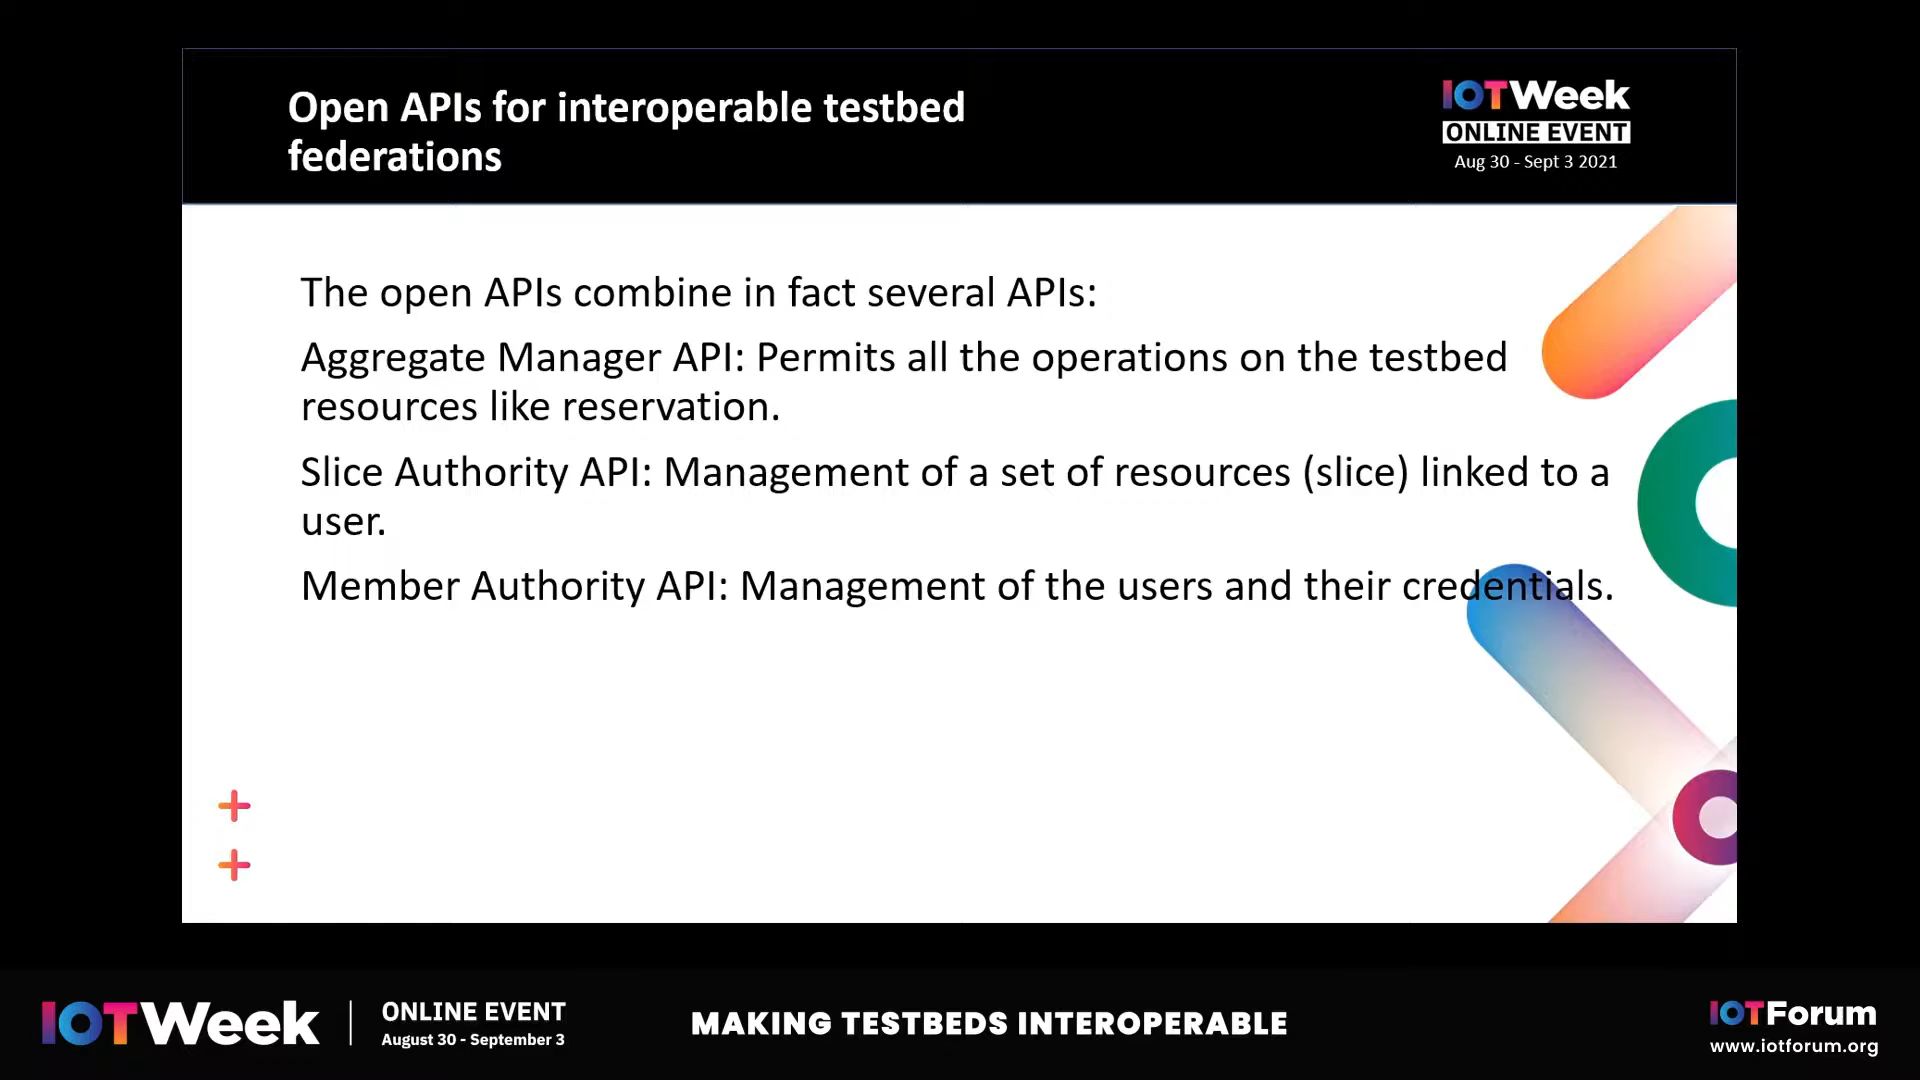 Open APIs for interoperable testbed
federations
IOTWeek
ONLINE EVENT
Aug 30 - Sept 3 2021
The open APIs combine in fact several APIs:
Aggregate Manager API: Permits all the operations on the testbed
resources like reservation.
Slice Authority API: Management of a set of resources (slice) linked to a
user.
Member Authority API: Management of the users and their credentials.
IOTWeek
ONLINE EVENT
August 30 - September 3
MAKING TESTBEDS INTEROPERABLE
IOTForum
www.iotforum.org